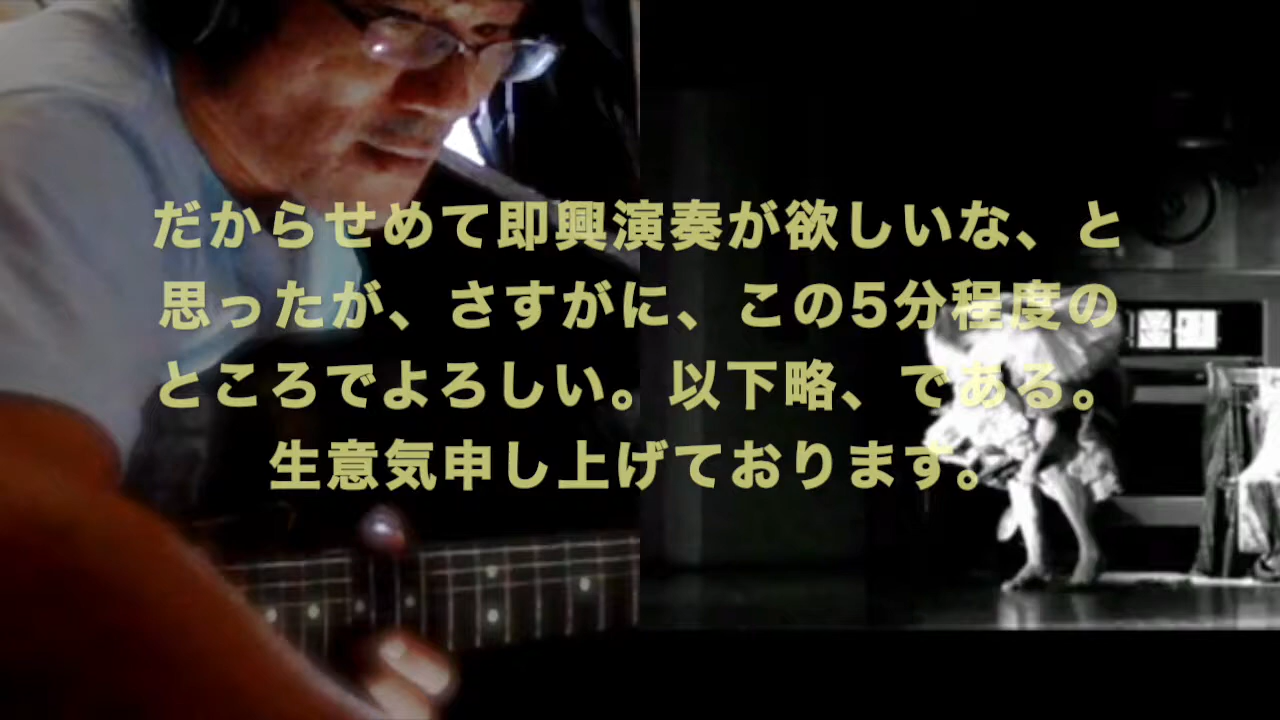 だからせめて即興演奏が欲しいな、と
思ったが、さすがに、この5分程度の
ところでよろしい。以下略、である。
生意気申し上げております。